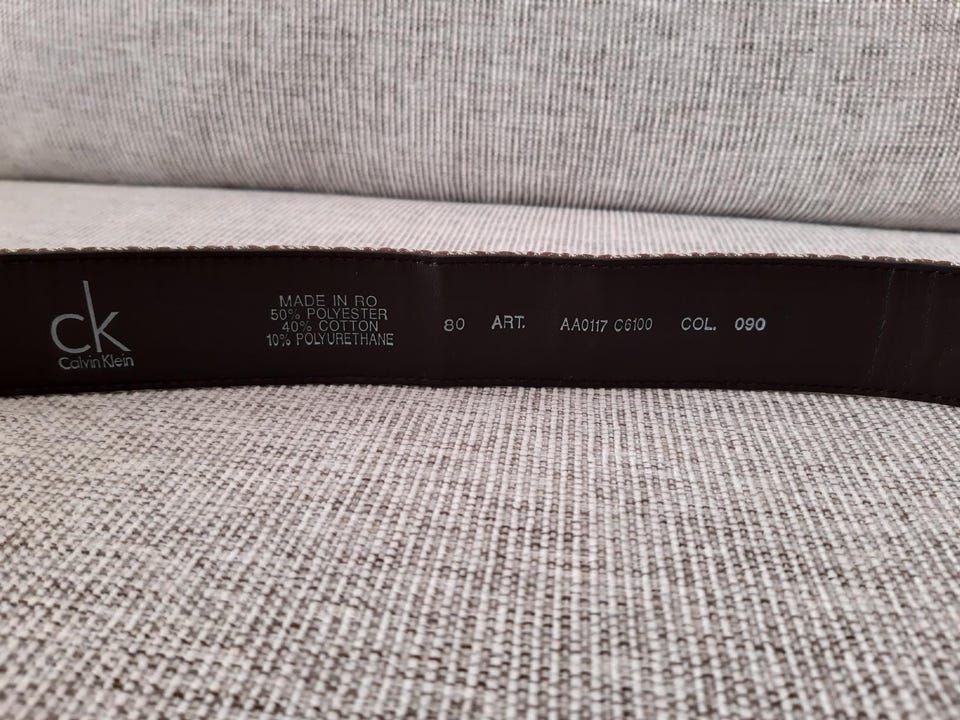 ck
Calvin Klein
MADE IN RO
50% POLYESTER
40% COTTON
10% POLYURETHANE
80 ART. AA0117 C6100 COL. 090